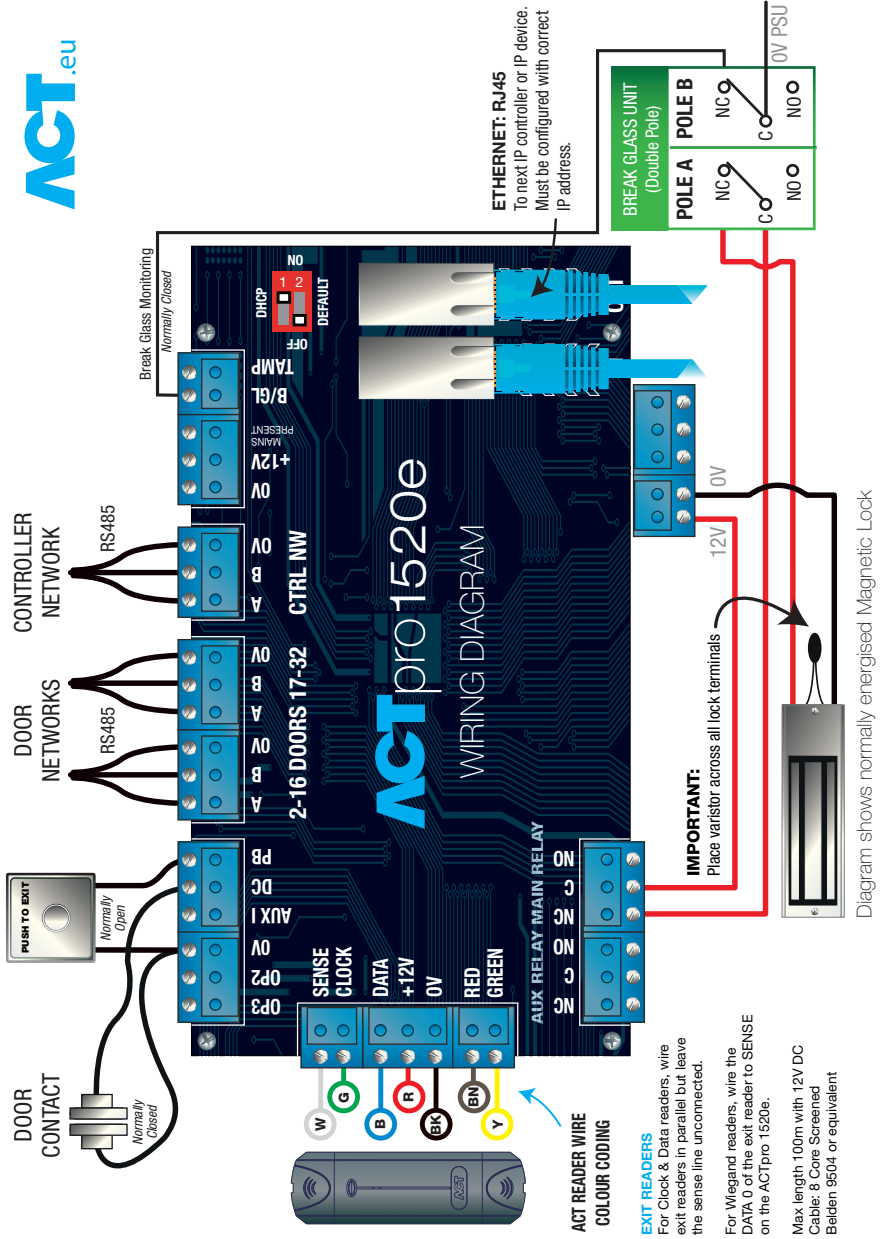 ACT.eu
DOOR
CONTACT
Normally
Closed
PUSH TO EXIT
Normally
Open
DOOR
NETWORKS
RS485
CONTROLLER
NETWORK
RS485
Break Glass Monitoring
Normally Closed
OP3
OP2
0V
AUX I
DC
PB
A
B
0V
A
B
0V
2-16 DOORS 17-32
A
B
0V
CTRL NW
0V
+12V
MAINS
PRESENT
B/GL
TAMP
DHCP
ON
1 2
OFF
DEFAULT
ETHERNET: RJ45
To next IP controller or IP device.
Must be configured with correct
IP address.
SENSE
CLOCK
DATA
+12V
0V
RED
GREEN
W
G
B
R
BK
BN
Y
ACT
ACT READER WIRE
COLOUR CODING
ACTpro1520e
WIRING DIAGRAM
AUX RELAY MAIN RELAY
NC
C
NO
NC
C
NO
12V
0V
BREAK GLASS UNIT
(Double Pole)
POLE A
POLE B
NC
C
NO
NC
C
NO
0V PSU
EXIT READERS
For Clock & Data readers, wire
exit readers in parallel but leave
the sense line unconnected.
For Wiegand readers, wire the
DATA 0 of the exit reader to SENSE
on the ACTpro 1520e.
Max length 100m with 12V DC
Cable: 8 Core Screened
Belden 9504 or equivalent
IMPORTANT:
Place varistor across all lock terminals
Diagram shows normally energised Magnetic Lock